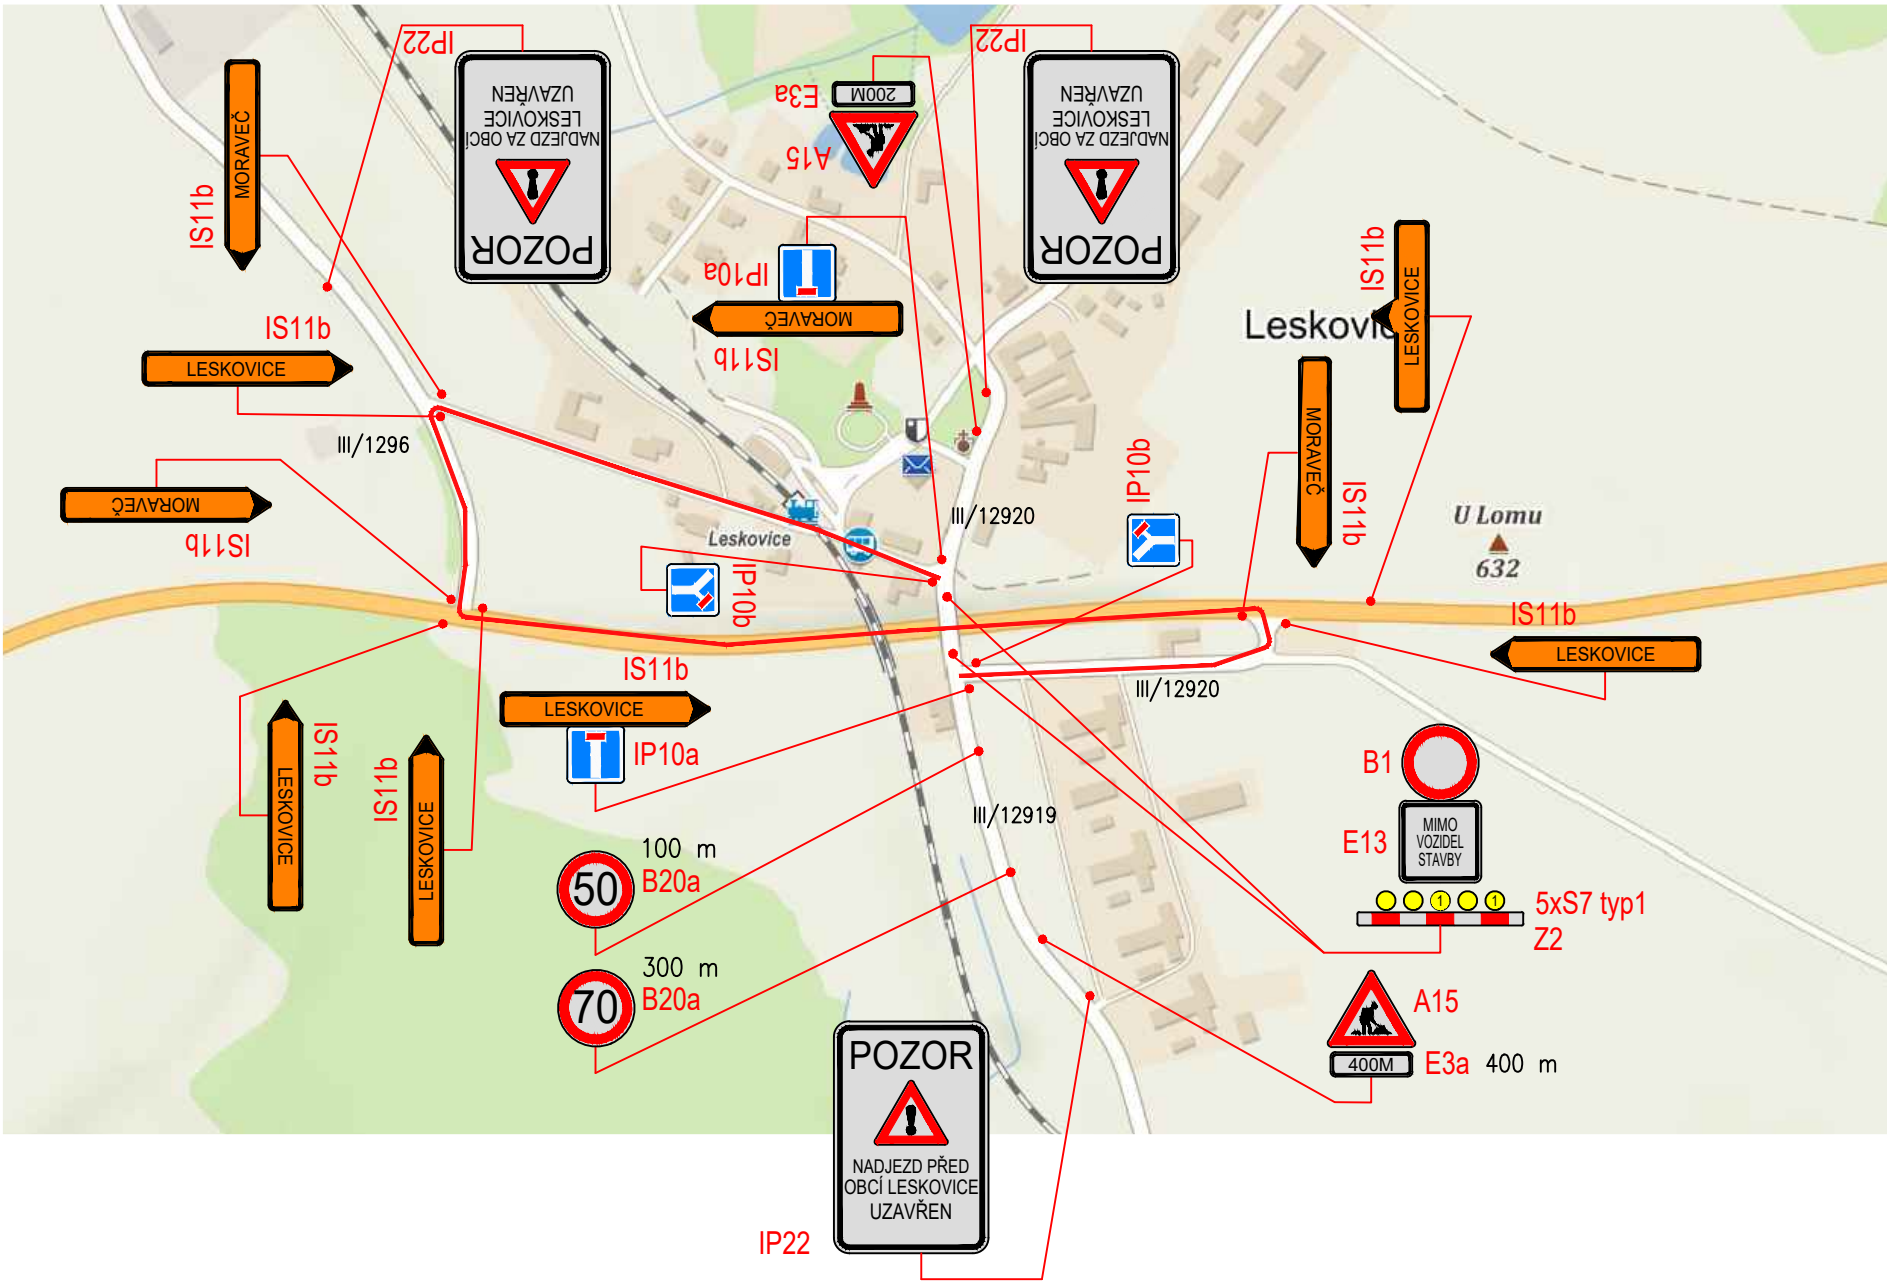 IP22
POZOR
NADJEZD ZA OBCÍ
LESKOVICE
UZAVŘEN
IP22
POZOR
NADJEZD ZA OBCÍ
LESKOVICE
UZAVŘEN
E3a
200M
A15
MORAVEČ
IS11b
IP10a
MORAVEČ
IS11b
IS11b
LESKOVICE
IS11b
LESKOVICE
Leskovic
MORAVEČ
IS11b
III/1296
MORAVEČ
IS11b
IP10b
III/12920
Leskovice
IP10b
U Lomu
632
IS11b
LESKOVICE
IS11b
LESKOVICE
IP10a
III/12920
IS11b
LESKOVICE
IS11b
LESKOVICE
B1
E13
MIMO
VOZIDEL
STAVBY
1 1
5xS7 typ1
Z2
III/12919
100 m
50
B20a
300 m
70
B20a
A15
400M
E3a 400 m
POZOR
NADJEZD PŘED
OBCÍ LESKOVICE
UZAVŘEN
IP22